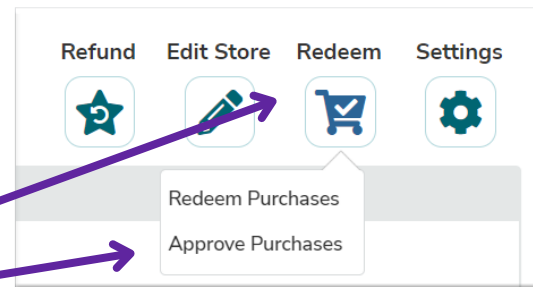 Refund Edit Store Redeem Settings
Redeem Purchases
Approve Purchases